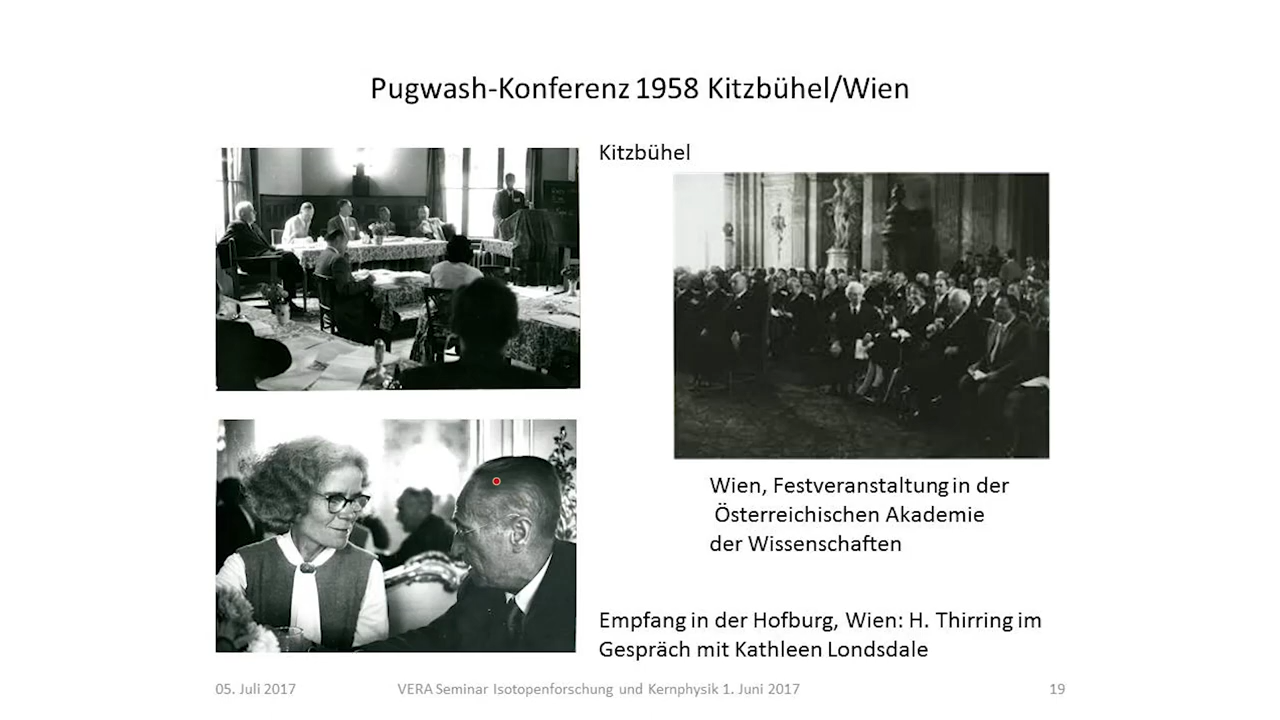 Pugwash-Konferenz 1958 Kitzbühel/Wien
Kitzbühel
Wien, Festveranstaltung in der
Österreichischen Akademie
der Wissenschaften
Empfang in der Hofburg, Wien: H. Thirring im
Gespräch mit Kathleen Londsdale
05. Juli 2017
VERA Seminar Isotopenforschung und Kernphysik 1. Juni 2017
19